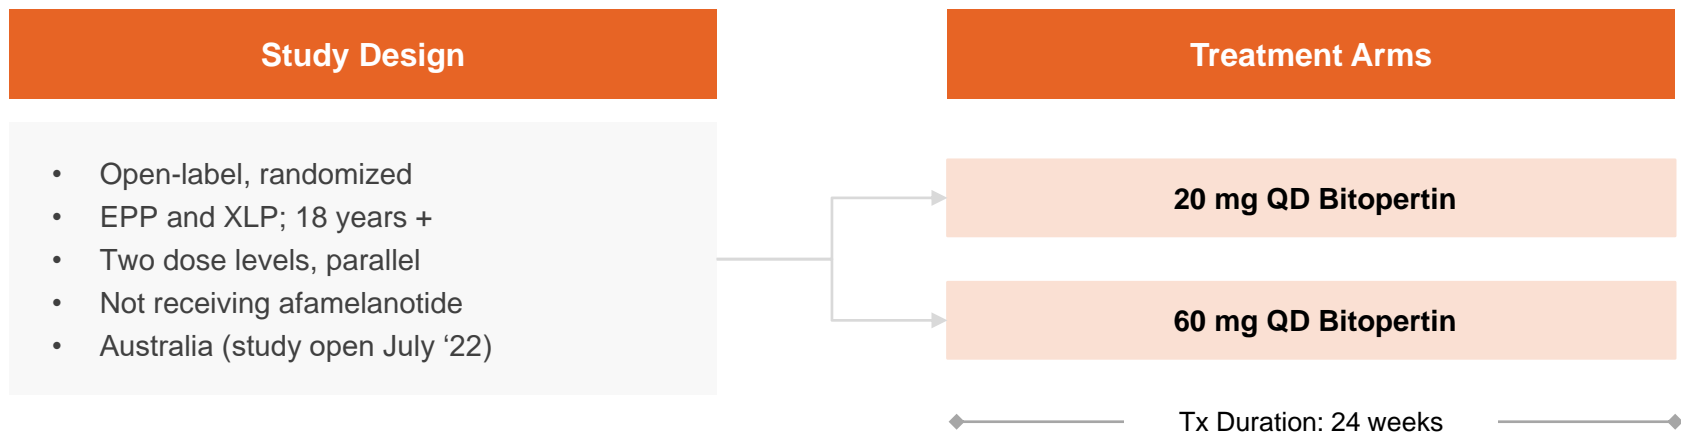 Study Design
• Open-label, randomized
• EPP and XLP; 18 years +
• Two dose levels, parallel
• Not receiving afamelanotide
• Australia (study open July ‘22)
Treatment Arms
20 mg QD Bitopertin
60 mg QD Bitopertin
Tx Duration: 24 weeks